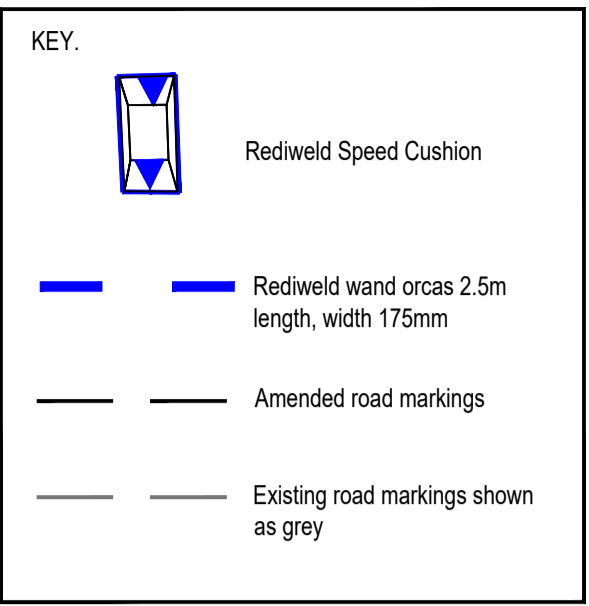 KEY.
Rediweld Speed Cushion
Rediweld wand orcas 2.5m
length, width 175mm
Amended road markings
Existing road markings shown
as grey